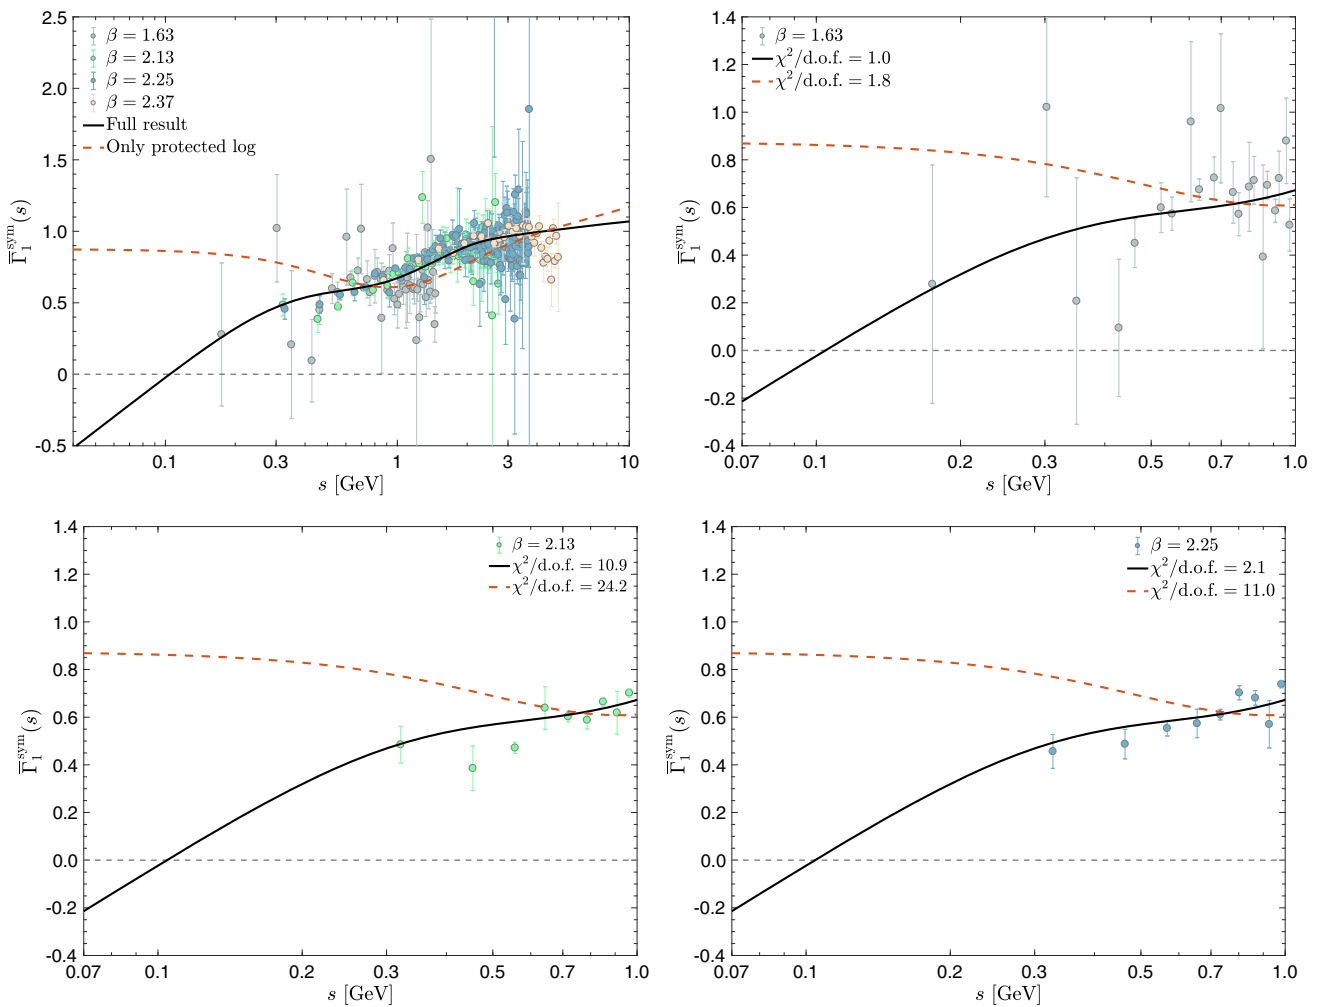 2.5
2.0
1.5
1.0
0.5
0
-0.5
Γ̅₁^sym(s)
β = 1.63
β = 2.13
β = 2.25
β = 2.37
Full result
Only protected log
0.1 0.3 1 3 10
s [GeV]
1.4
1.2
1.0
0.8
0.6
0.4
0.2
0.0
-0.2
-0.4
Γ̅₁^sym(s)
β = 1.63
χ²/d.o.f. = 1.0
χ²/d.o.f. = 1.8
0.07 0.1 0.2 0.3 0.5 0.7 1.0
s [GeV]
1.4
1.2
1.0
0.8
0.6
0.4
0.2
0.0
-0.2
-0.4
Γ̅₁^sym(s)
β = 2.13
χ²/d.o.f. = 10.9
χ²/d.o.f. = 24.2
0.07 0.1 0.2 0.3 0.5 0.7 1.0
s [GeV]
1.4
1.2
1.0
0.8
0.6
0.4
0.2
0.0
-0.2
-0.4
Γ̅₁^sym(s)
β = 2.25
χ²/d.o.f. = 2.1
χ²/d.o.f. = 11.0
0.07 0.1 0.2 0.3 0.5 0.7 1.0
s [GeV]